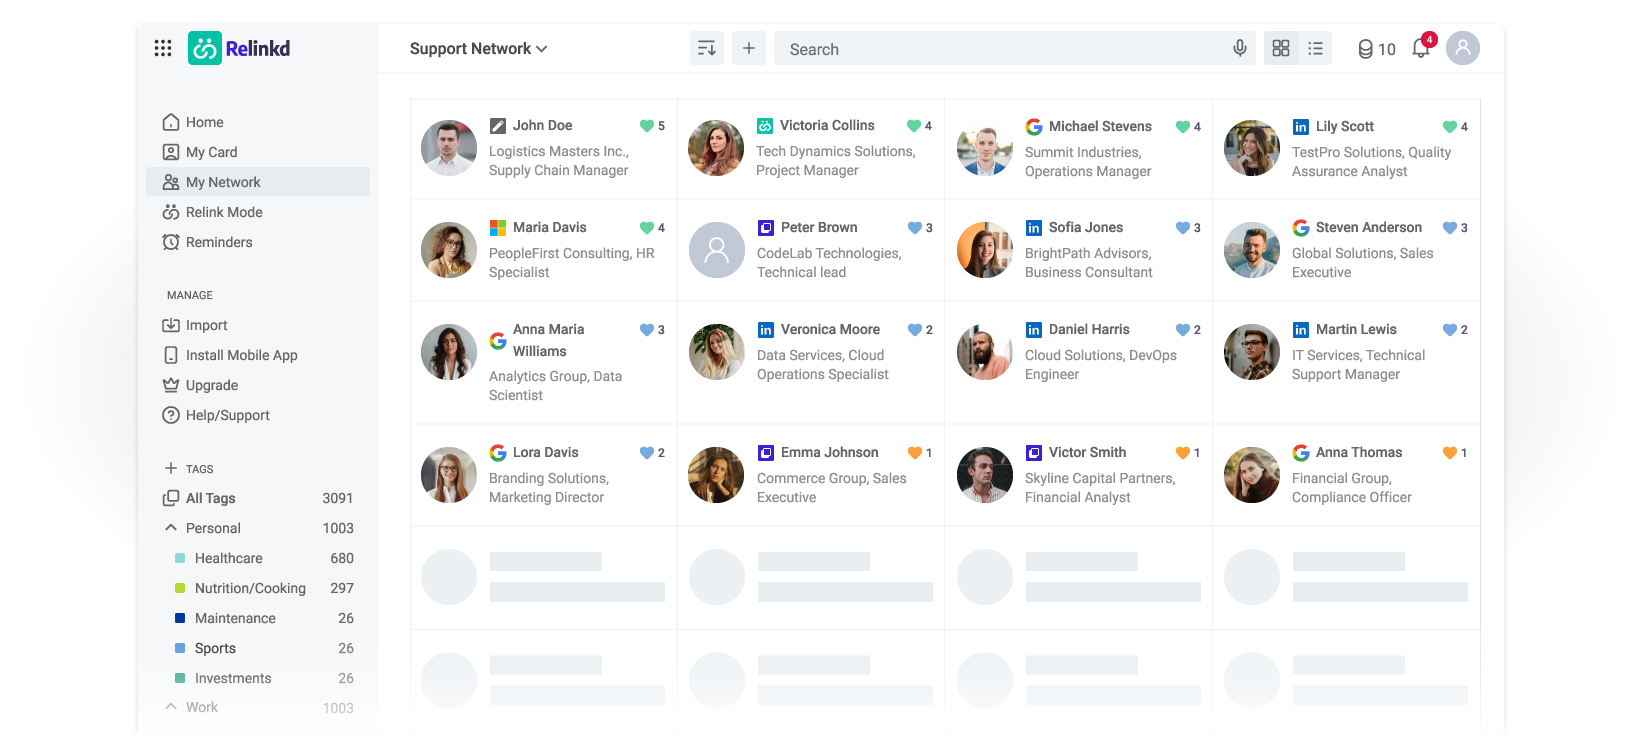 Relinkd
Support Network
Search
10
4
Home
My Card
My Network
Relink Mode
Reminders
MANAGE
Import
Install Mobile App
Upgrade
Help/Support
TAGS
All Tags 3091
Personal 1003
Healthcare 680
Nutrition/Cooking 297
Maintenance 26
Sports 26
Investments 26
Work 1003
John Doe 5
Logistics Masters Inc.,
Supply Chain Manager
Victoria Collins 4
Tech Dynamics Solutions,
Project Manager
Michael Stevens 4
Summit Industries,
Operations Manager
in Lily Scott 4
TestPro Solutions, Quality
Assurance Analyst
Maria Davis 4
PeopleFirst Consulting, HR
Specialist
Peter Brown 3
CodeLab Technologies,
Technical lead
in Sofia Jones 3
BrightPath Advisors,
Business Consultant
Steven Anderson 3
Global Solutions, Sales
Executive
Anna Maria 3
Williams
Analytics Group, Data
Scientist
in Veronica Moore 2
Data Services, Cloud
Operations Specialist
in Daniel Harris 2
Cloud Solutions, DevOps
Engineer
in Martin Lewis 2
IT Services, Technical
Support Manager
Lora Davis 2
Branding Solutions,
Marketing Director
Emma Johnson 1
Commerce Group, Sales
Executive
Victor Smith 1
Skyline Capital Partners,
Financial Analyst
Anna Thomas 1
Financial Group,
Compliance Officer